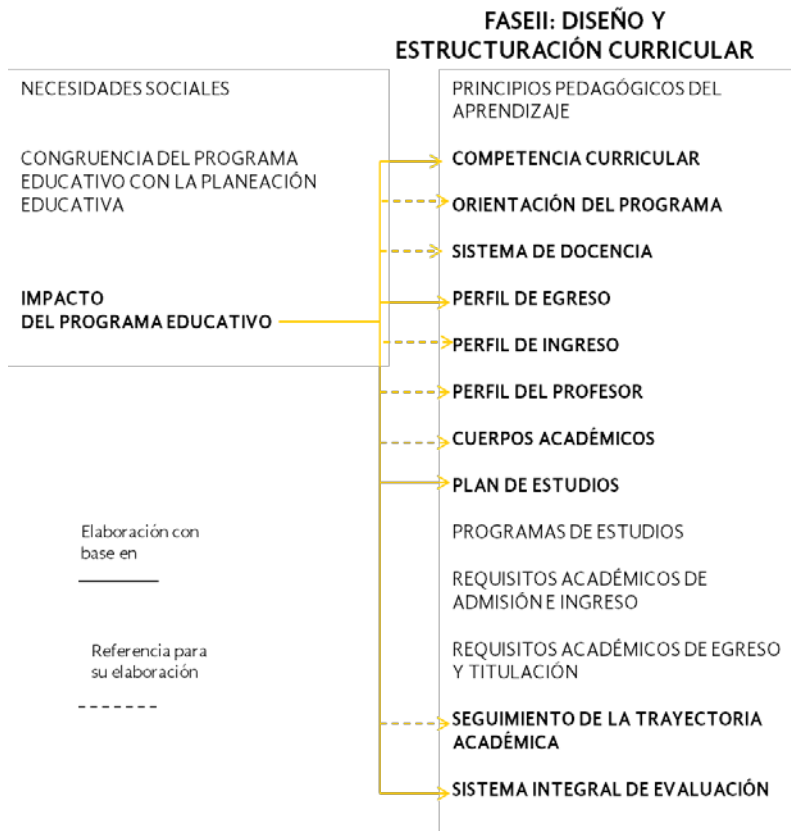 FASEII: DISEÑO Y
ESTRUCTURACIÓN CURRICULAR
NECESIDADES SOCIALES
CONGRUENCIA DEL PROGRAMA
EDUCATIVO CON LA PLANEACIÓN
EDUCATIVA
IMPACTO
DEL PROGRAMA EDUCATIVO
PRINCIPIOS PEDAGÓGICOS DEL
APRENDIZAJE
COMPETENCIA CURRICULAR
ORIENTACIÓN DEL PROGRAMA
SISTEMA DE DOCENCIA
PERFIL DE EGRESO
PERFIL DE INGRESO
PERFIL DEL PROFESOR
CUERPOS ACADÉMICOS
PLAN DE ESTUDIOS
PROGRAMAS DE ESTUDIOS
REQUISITOS ACADÉMICOS DE
ADMISIÓN E INGRESO
REQUISITOS ACADÉMICOS DE EGRESO
Y TITULACIÓN
SEGUIMIENTO DE LA TRAYECTORIA
ACADÉMICA
SISTEMA INTEGRAL DE EVALUACIÓN
Elaboración con
base en
Referencia para
su elaboración